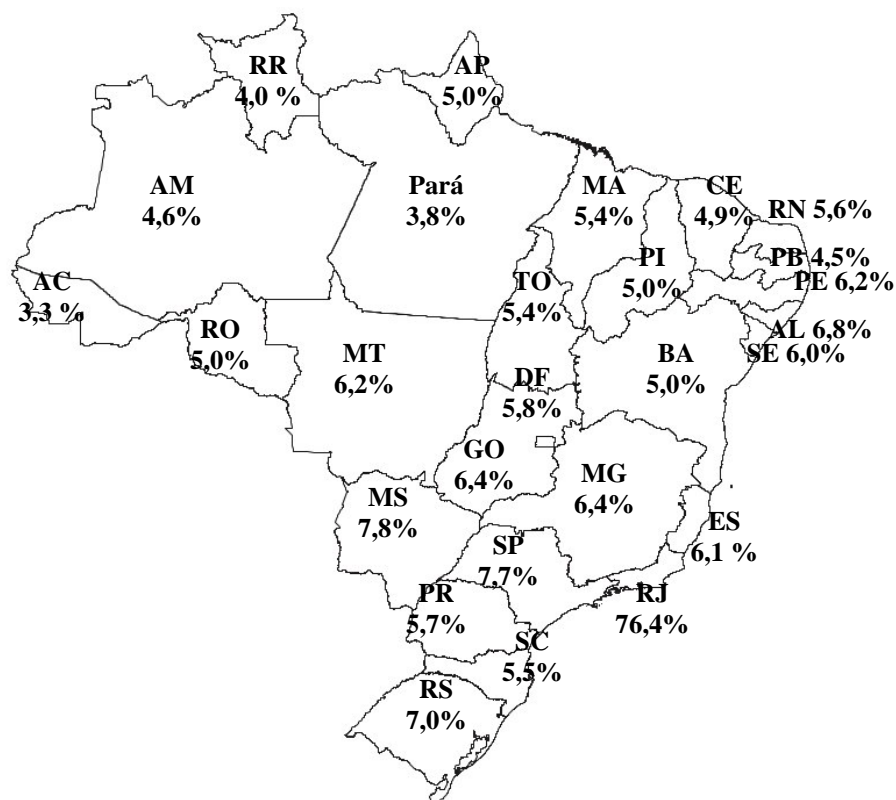 RR
4,0 %
AP
5,0%
AM
4,6%
Pará
3,8%
MA
5,4%
CE
4,9%
RN 5,6%
PB 4,5%
PE 6,2%
PI
5,0%
AC
3,3 %
TO
5,4%
RO
5,0%
AL 6,8%
SE 6,0%
MT
6,2%
BA
5,0%
DF
5,8%
GO
6,4%
MG
6,4%
MS
7,8%
ES
6,1 %
SP
7,7%
RJ
76,4%
PR
5,7%
SC
5,5%
RS
7,0%